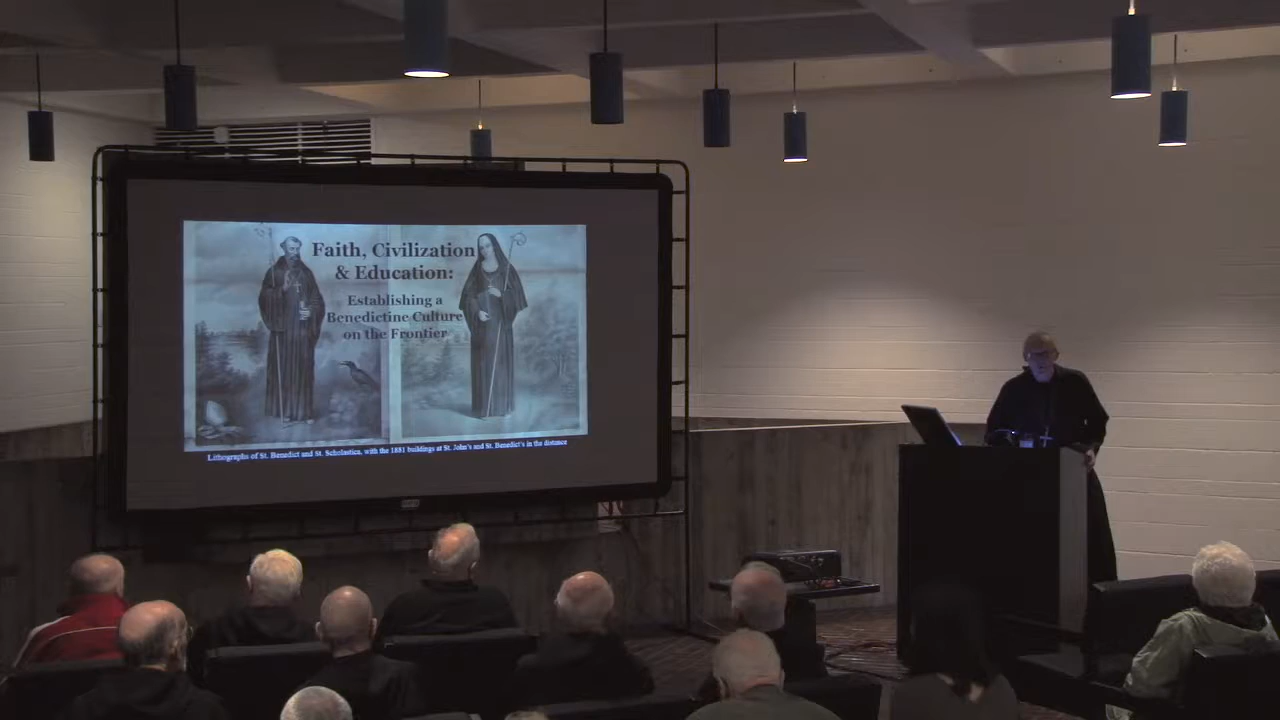 Faith, Civilization
& Education:
Establishing a
Benedictine Culture
on the Frontier
Lithographs of St. Benedict and St. Scholastica, with the 1881 buildings at St. John's and St. Benedict's in the distance